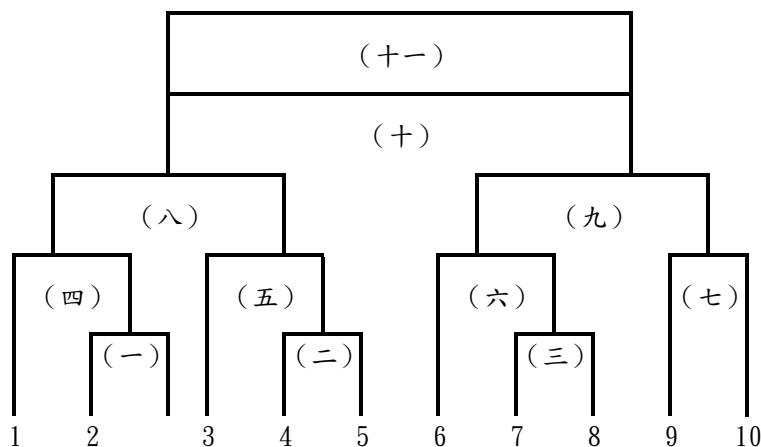 （十一）
（十）
（八） （九）
（四） （五） （六） （七）
（一） （二） （三）
1 2 3 4 5 6 7 8 9 10